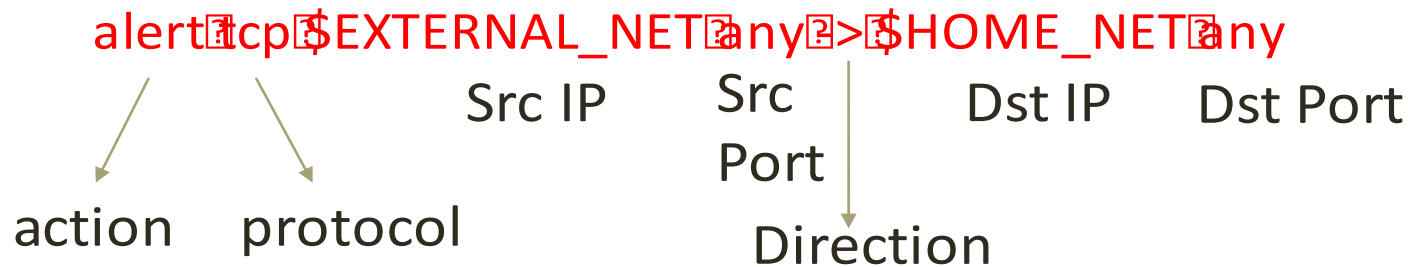 alert tcp $EXTERNAL_NET any -> $HOME_NET any
Src IP
Src
Port
Dst IP
Dst Port
action
protocol
Direction